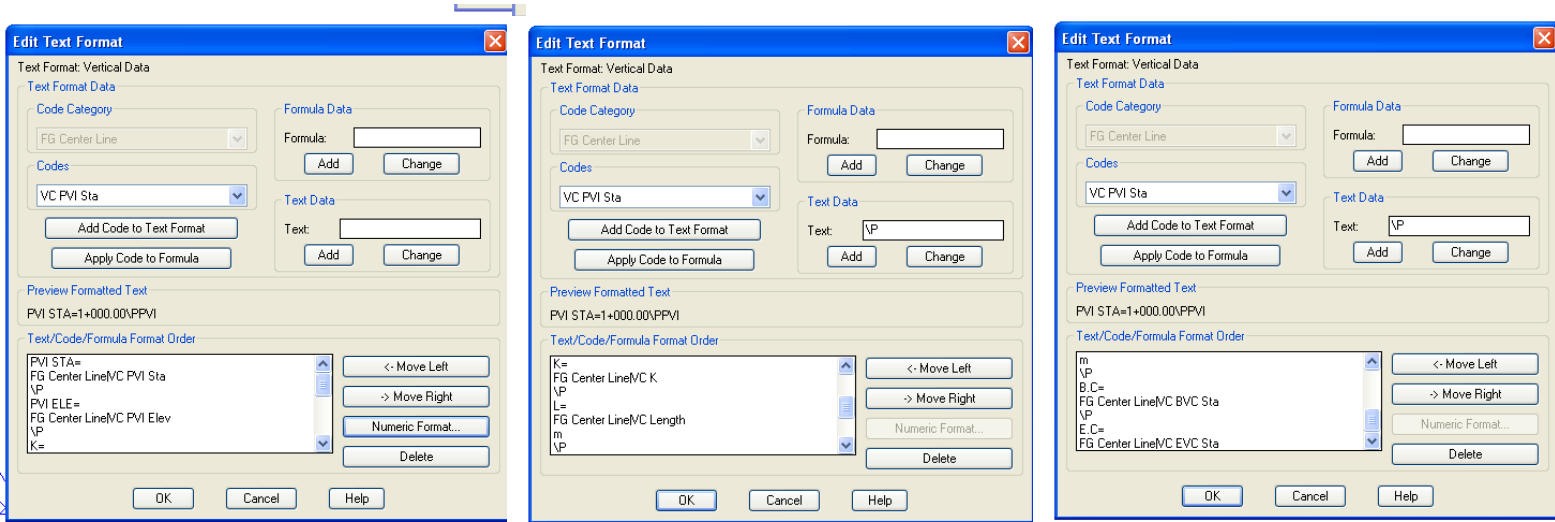 Edit Text Format
Text Format: Vertical Data
Text Format Data
Code Category
FG Center Line
Codes
VC PVI Sta
Add Code to Text Format
Apply Code to Formula
Formula Data
Formula:
Add Change
Text Data
Text:
Add Change
Preview Formatted Text
PVI STA=1+000.00\PPVI
Text/Code/Formula Format Order
PVI STA=
FG Center Line|VC PVI Sta
\P
PVI ELE=
FG Center Line|VC PVI Elev
\P
K=
<- Move Left
-> Move Right
Numeric Format...
Delete
OK Cancel Help
Edit Text Format
Text Format: Vertical Data
Text Format Data
Code Category
FG Center Line
Codes
VC PVI Sta
Add Code to Text Format
Apply Code to Formula
Formula Data
Formula:
Add Change
Text Data
Text: \P
Add Change
Preview Formatted Text
PVI STA=1+000.00\PPVI
Text/Code/Formula Format Order
K=
FG Center Line|VC K
\P
L=
FG Center Line|VC Length
m
\P
<- Move Left
-> Move Right
Numeric Format...
Delete
OK Cancel Help
Edit Text Format
Text Format: Vertical Data
Text Format Data
Code Category
FG Center Line
Codes
VC PVI Sta
Add Code to Text Format
Apply Code to Formula
Formula Data
Formula:
Add Change
Text Data
Text: \P
Add Change
Preview Formatted Text
PVI STA=1+000.00\PPVI
Text/Code/Formula Format Order
m
\P
B.C=
FG Center Line|VC BVC Sta
\P
E.C=
FG Center Line|VC EVC Sta
<- Move Left
-> Move Right
Numeric Format...
Delete
OK Cancel Help